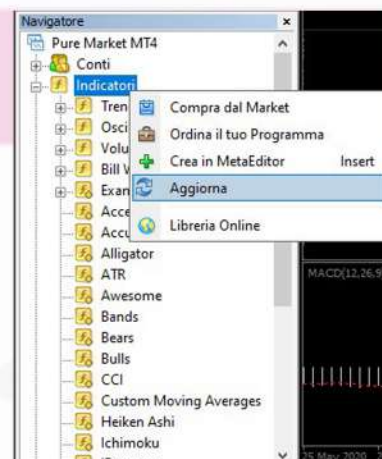 Navigatore
Pure Market MT4
Conti
Indicatori
Compra dal Market
Ordina il tuo Programma
Crea in MetaEditor Insert
Aggiorna
Libreria Online
Alligator
ATR
Awesome
Bands
Bears
Bulls
CCI
Custom Moving Averages
Heiken Ashi
Ichimoku
MACD(12,26,9
25 May 2020